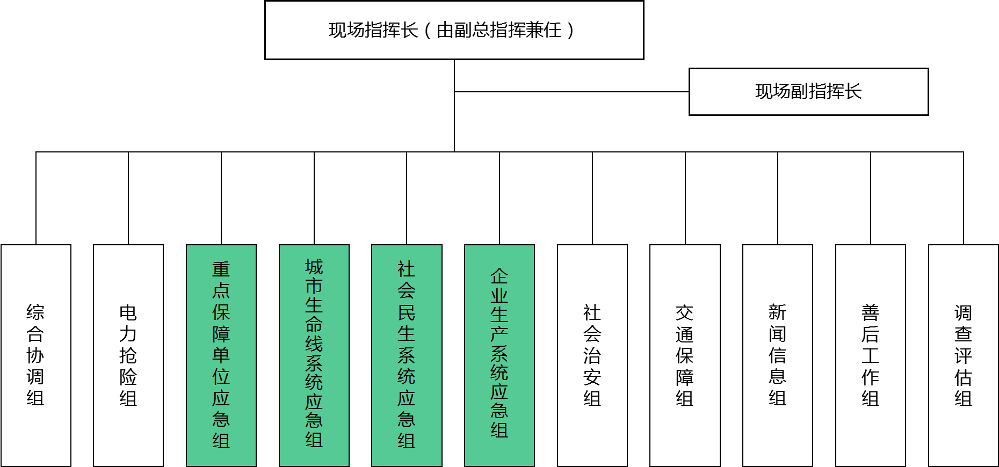 现场指挥长（由副总指挥兼任）
现场副指挥长
综合协调组
电力抢险组
重点保障单位应急组
城市生命线系统应急组
社会民生系统应急组
企业生产系统应急组
社会治安组
交通保障组
新闻信息组
善后工作组
调查评估组